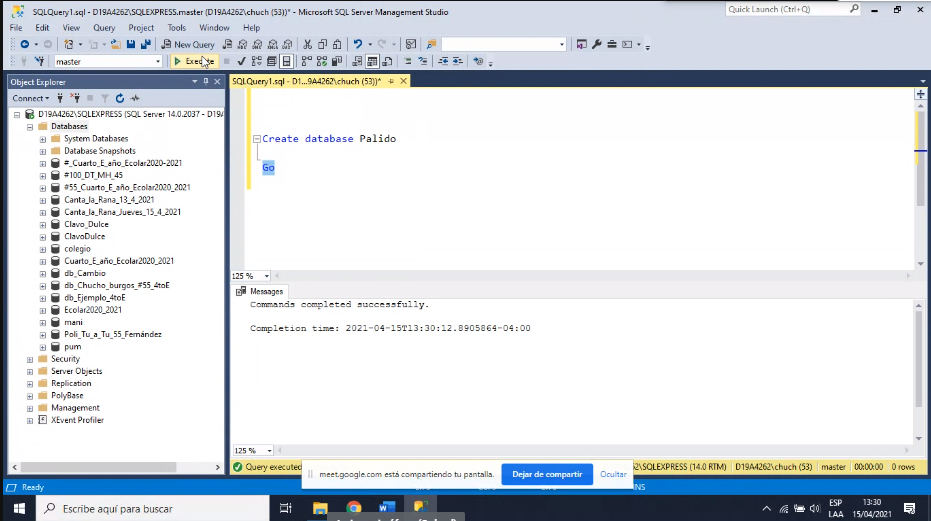 SQLQuery1.sql - D19A4262\SQLEXPRESS.master (D19A4262\chuch (53))* - Microsoft SQL Server Management Studio
Quick Launch (Ctrl+Q)
File Edit View Query Project Tools Window Help
New Query
master
Execute
Object Explorer
Connect
D19A4262\SQLEXPRESS (SQL Server 14.0.2037 - D19A
Databases
System Databases
Database Snapshots
#_Cuarto_E_año_Ecolar2020-2021
#100_DT_MH_45
#55_Cuarto_E_año_Ecolar2020_2021
Canta_la_Rana_13_4_2021
Canta_la_Rana_Jueves_15_4_2021
Clavo_Dulce
ClavoDulce
colegio
Cuarto_E_año_Ecolar2020_2021
db_Cambio
db_Chucho_burgos_#55_4toE
db_Ejemplo_4toE
Ecolar2020_2021
mani
Poli_Tu_a_Tu_55_Fernández
pum
Security
Server Objects
Replication
PolyBase
Management
XEvent Profiler
SQLQuery1.sql - D1...9A4262\chuch (53))*
Create database Palido
Go
125 %
Messages
Commands completed successfully.
Completion time: 2021-04-15T13:30:12.8905864-04:00
125 %
Query executed
\SQLEXPRESS (14.0 RTM) D19A4262\chuch (53) master 00:00:00 0 rows
meet.google.com está compartiendo tu pantalla. Dejar de compartir Ocultar
Ready
INS
Escribe aquí para buscar
ESP
LAA
13:30
15/04/2021